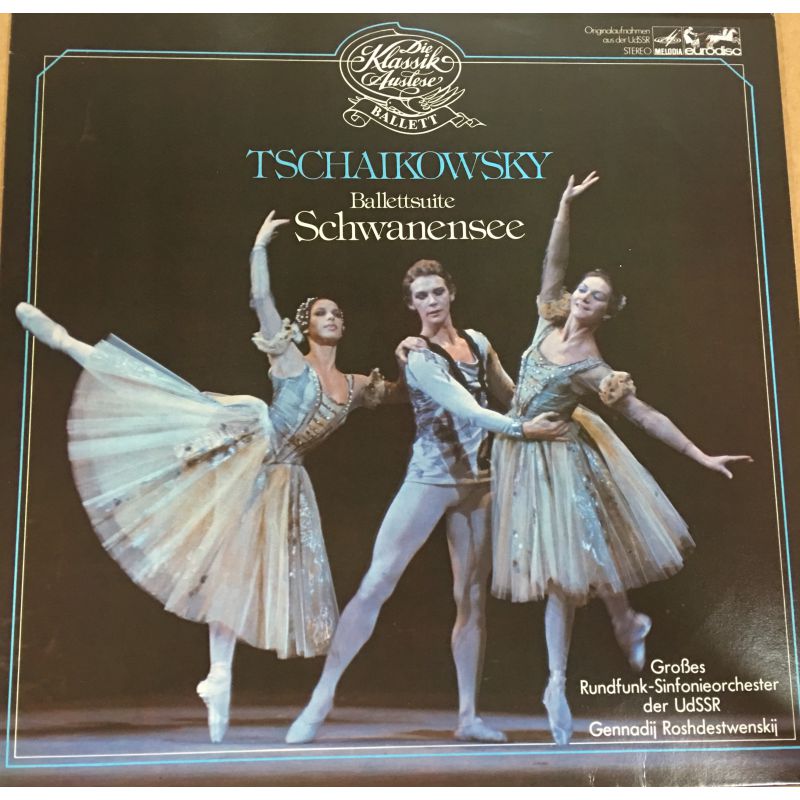 Die
Klassik
Auslese
BALLETT
Originalaufnahmen
aus der UdSSR
STEREO MELODIA eurodisc
TSCHAIKOWSKY
Ballettsuite
Schwanensee
Großes
Rundfunk-Sinfonieorchester
der UdSSR
Gennadij Roshdestwenskij